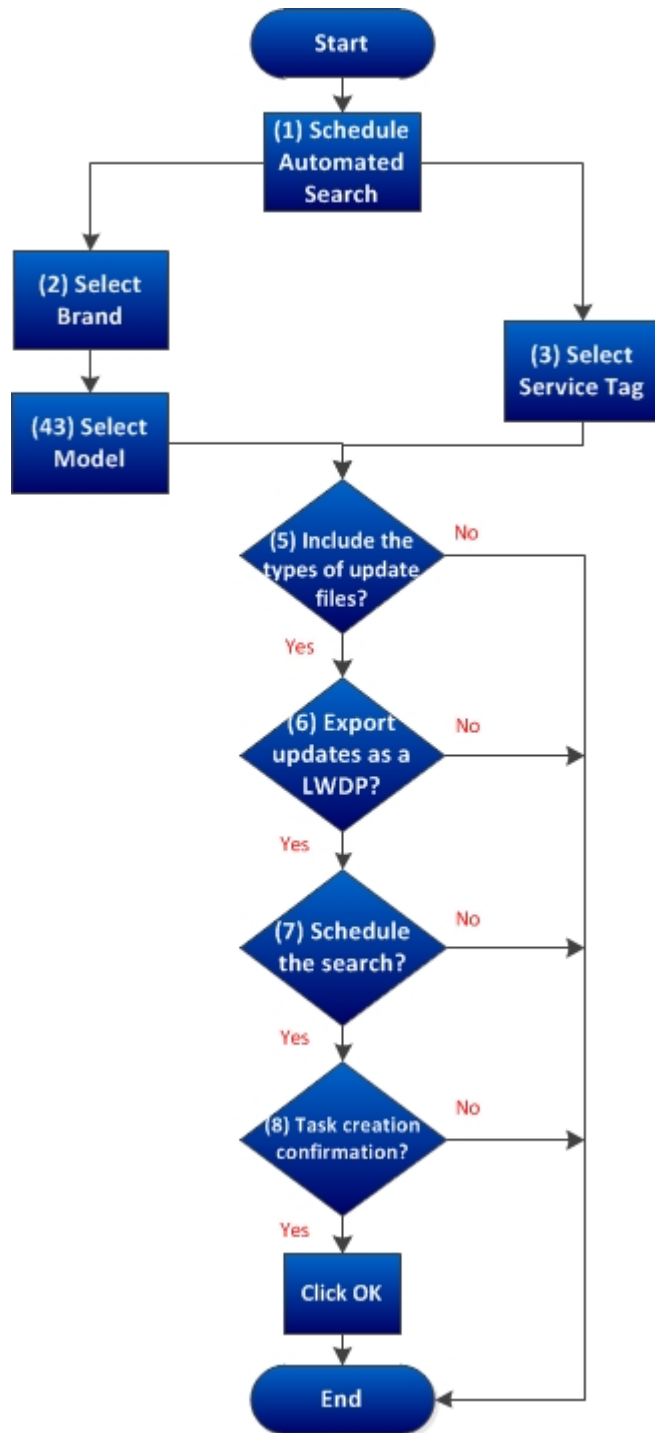 Start
(1) Schedule
Automated
Search
(2) Select
Brand
(3) Select
Service Tag
(43) Select
Model
(5) Include the
types of update
files?
No
Yes
(6) Export
updates as a
LWDP?
No
Yes
(7) Schedule
the search?
No
Yes
(8) Task creation
confirmation?
No
Yes
Click OK
End